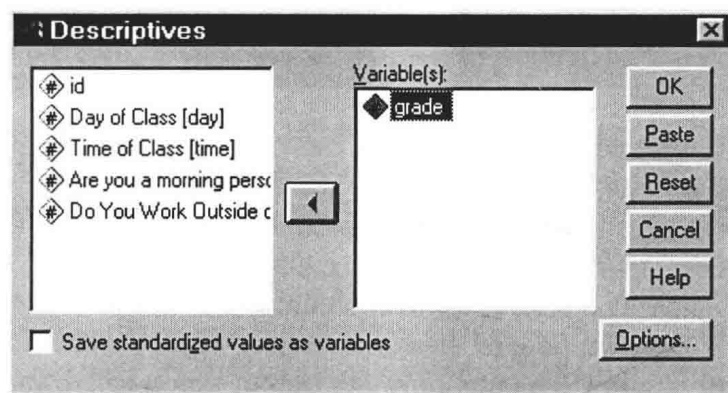 Descriptives
id
Day of Class [day]
Time of Class [time]
Are you a morning perso
Do You Work Outside o
Variable(s):
grade
OK
Paste
Reset
Cancel
Help
Save standardized values as variables
Options...